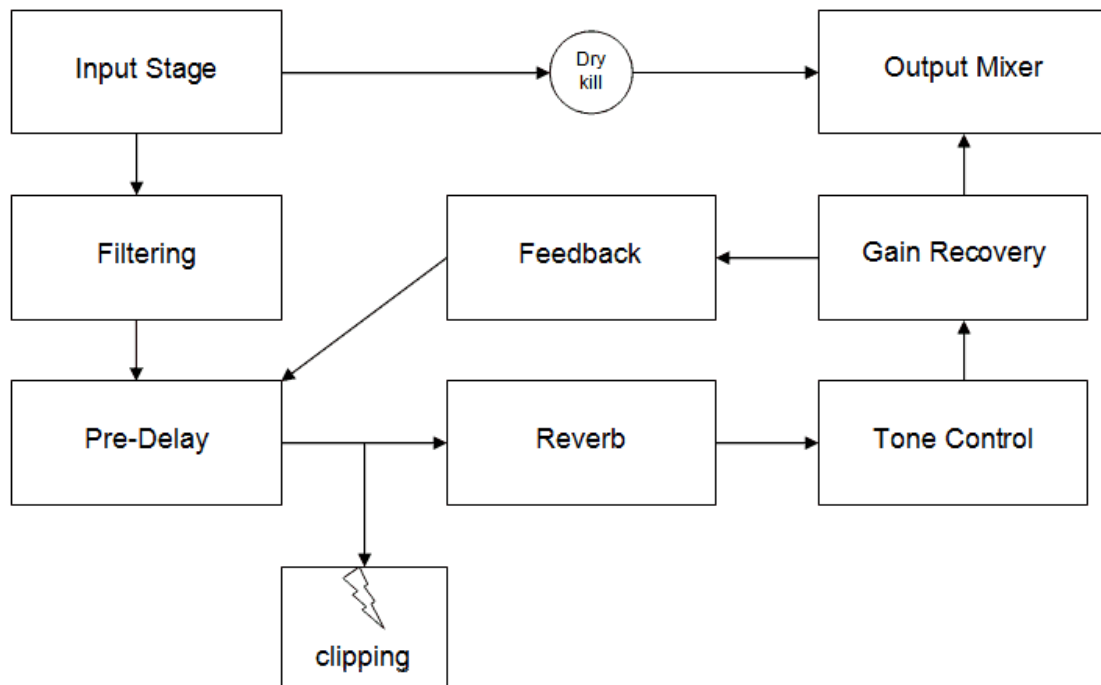 Input Stage
Dry
kill
Output Mixer
Filtering
Feedback
Gain Recovery
Pre-Delay
Reverb
Tone Control
clipping